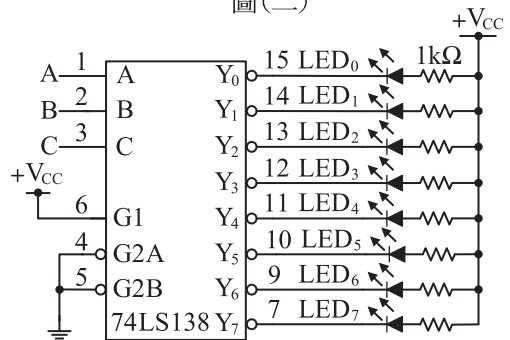 圖(二)
+VCC
15 LED0 1kΩ
A 1 A Y0
14 LED1
B 2 B Y1
13 LED2
C 3 C Y2
12 LED3
+VCC Y3
11 LED4
6 G1 Y4
10 LED5
4 G2A Y5
9 LED6
5 G2B Y6
7 LED7
74LS138 Y7